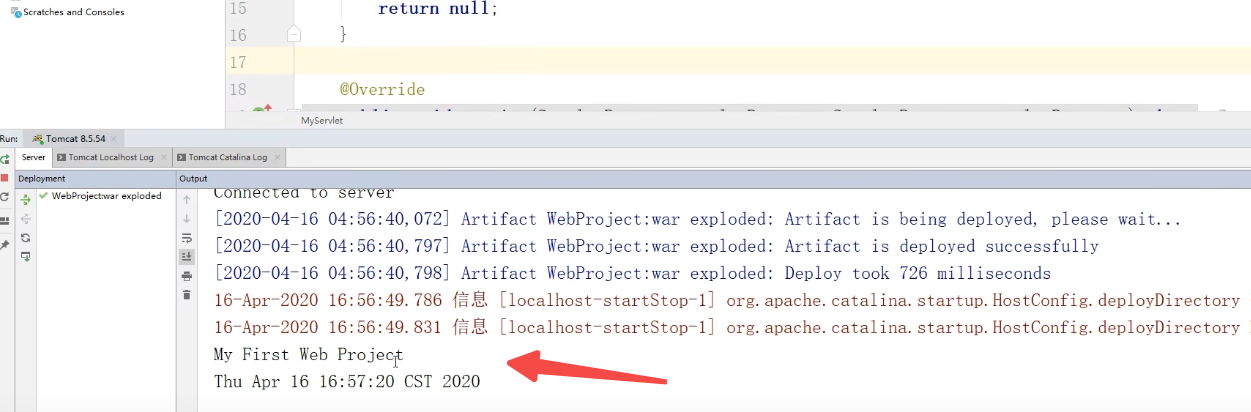 Scratches and Consoles
15 return null;
16 }
17
18 @Override
MyServlet
Run: Tomcat 8.5.54
Server Tomcat Localhost Log Tomcat Catalina Log
Deployment Output
WebProject:war exploded
Connected to server
[2020-04-16 04:56:40,072] Artifact WebProject:war exploded: Artifact is being deployed, please wait...
[2020-04-16 04:56:40,797] Artifact WebProject:war exploded: Artifact is deployed successfully
[2020-04-16 04:56:40,798] Artifact WebProject:war exploded: Deploy took 726 milliseconds
16-Apr-2020 16:56:49.786 信息 [localhost-startStop-1] org.apache.catalina.startup.HostConfig.deployDirectory
16-Apr-2020 16:56:49.831 信息 [localhost-startStop-1] org.apache.catalina.startup.HostConfig.deployDirectory
My First Web Project
Thu Apr 16 16:57:20 CST 2020